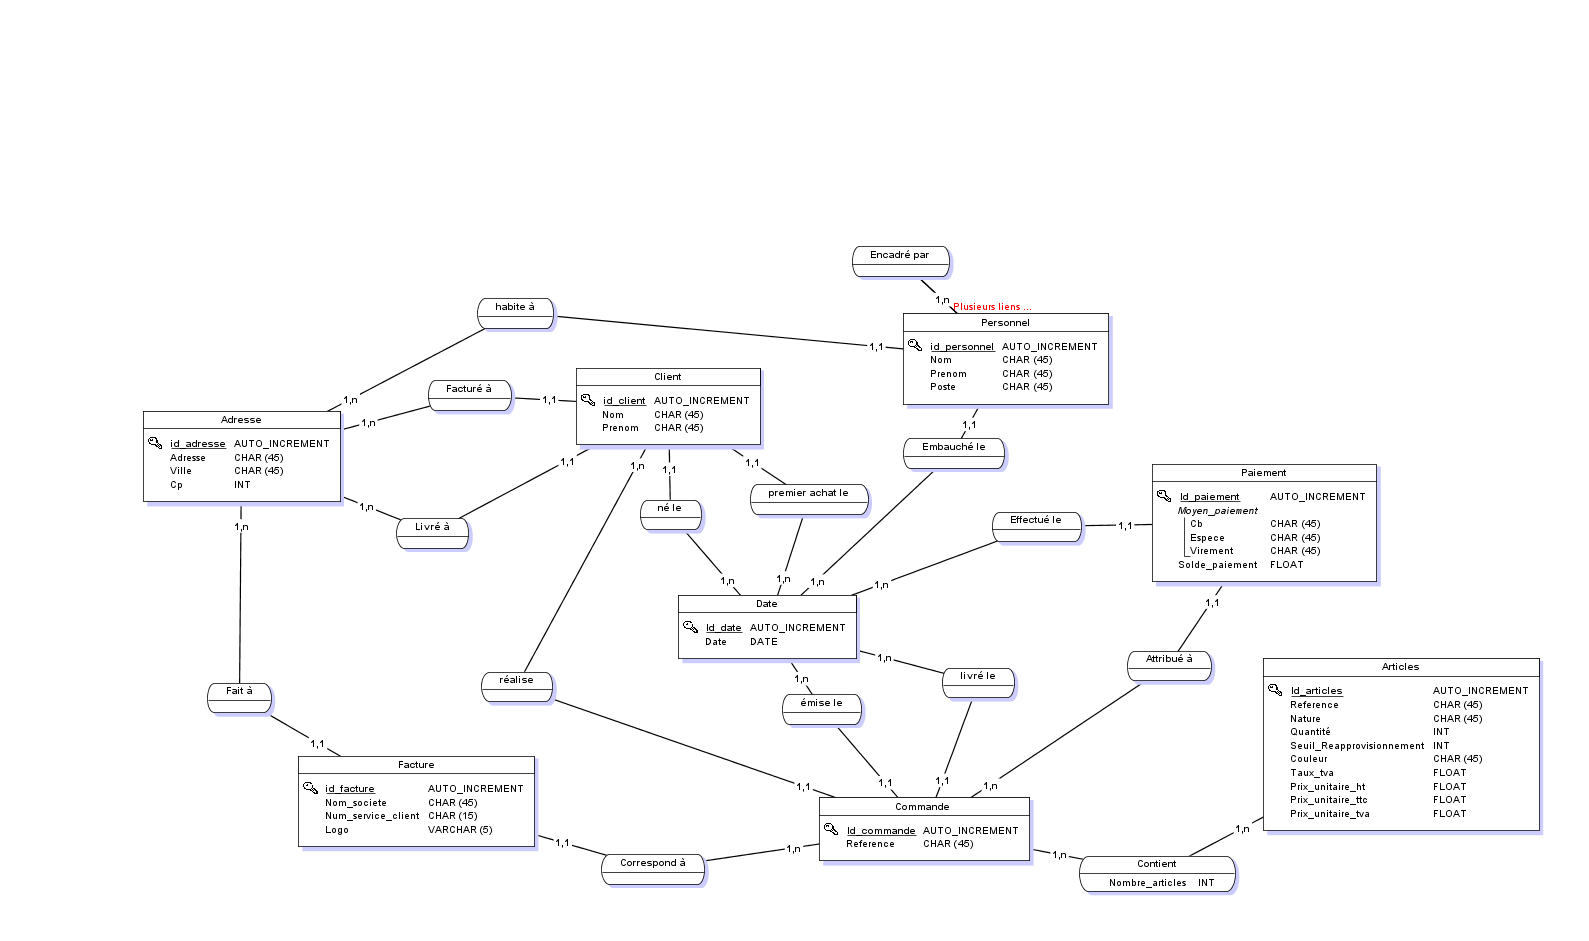 Encadré par
1,n
Plusieurs liens ...
habite à
1,1
1,n
Personnel
id_personnel AUTO_INCREMENT
Nom CHAR (45)
Prenom CHAR (45)
Poste CHAR (45)
1,1
Embauché le
1,n
Facturé à
1,1
1,n
Client
id_client AUTO_INCREMENT
Nom CHAR (45)
Prenom CHAR (45)
Adresse
id_adresse AUTO_INCREMENT
Adresse CHAR (45)
Ville CHAR (45)
Cp INT
1,1
1,n
Livré à
1,n
1,1
1,1
né le
1,n
premier achat le
1,n
Paiement
Id_paiement AUTO_INCREMENT
Moyen_paiement
Cb CHAR (45)
Espece CHAR (45)
Virement CHAR (45)
Solde_paiement FLOAT
Effectué le
1,1
1,n
1,n
Date
Id_date AUTO_INCREMENT
Date DATE
1,1
Attribué à
1,n
1,n
livré le
1,1
1,n
émise le
1,1
réalise
1,1
Fait à
1,1
Articles
Id_articles AUTO_INCREMENT
Reference CHAR (45)
Nature CHAR (45)
Quantité INT
Seuil_Reapprovisionnement INT
Couleur CHAR (45)
Taux_tva FLOAT
Prix_unitaire_ht FLOAT
Prix_unitaire_ttc FLOAT
Prix_unitaire_tva FLOAT
Facture
id_facture AUTO_INCREMENT
Nom_societe CHAR (45)
Num_service_client CHAR (15)
Logo VARCHAR (5)
Commande
Id_commande AUTO_INCREMENT
Reference CHAR (45)
1,1
Correspond à
1,n
1,n
Contient
Nombre_articles INT
1,n